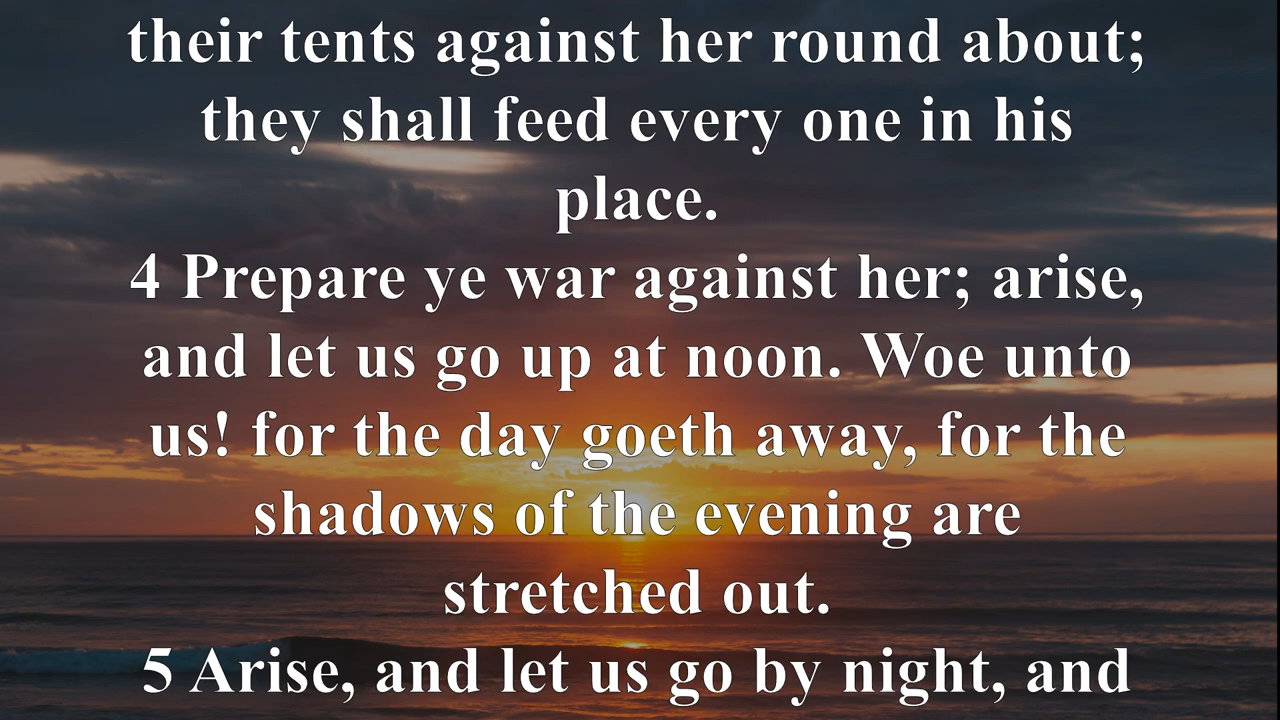 their tents against her round about;
they shall feed every one in his
place.
4 Prepare ye war against her; arise,
and let us go up at noon. Woe unto
us! for the day goeth away, for the
shadows of the evening are
stretched out.
5 Arise, and let us go by night, and